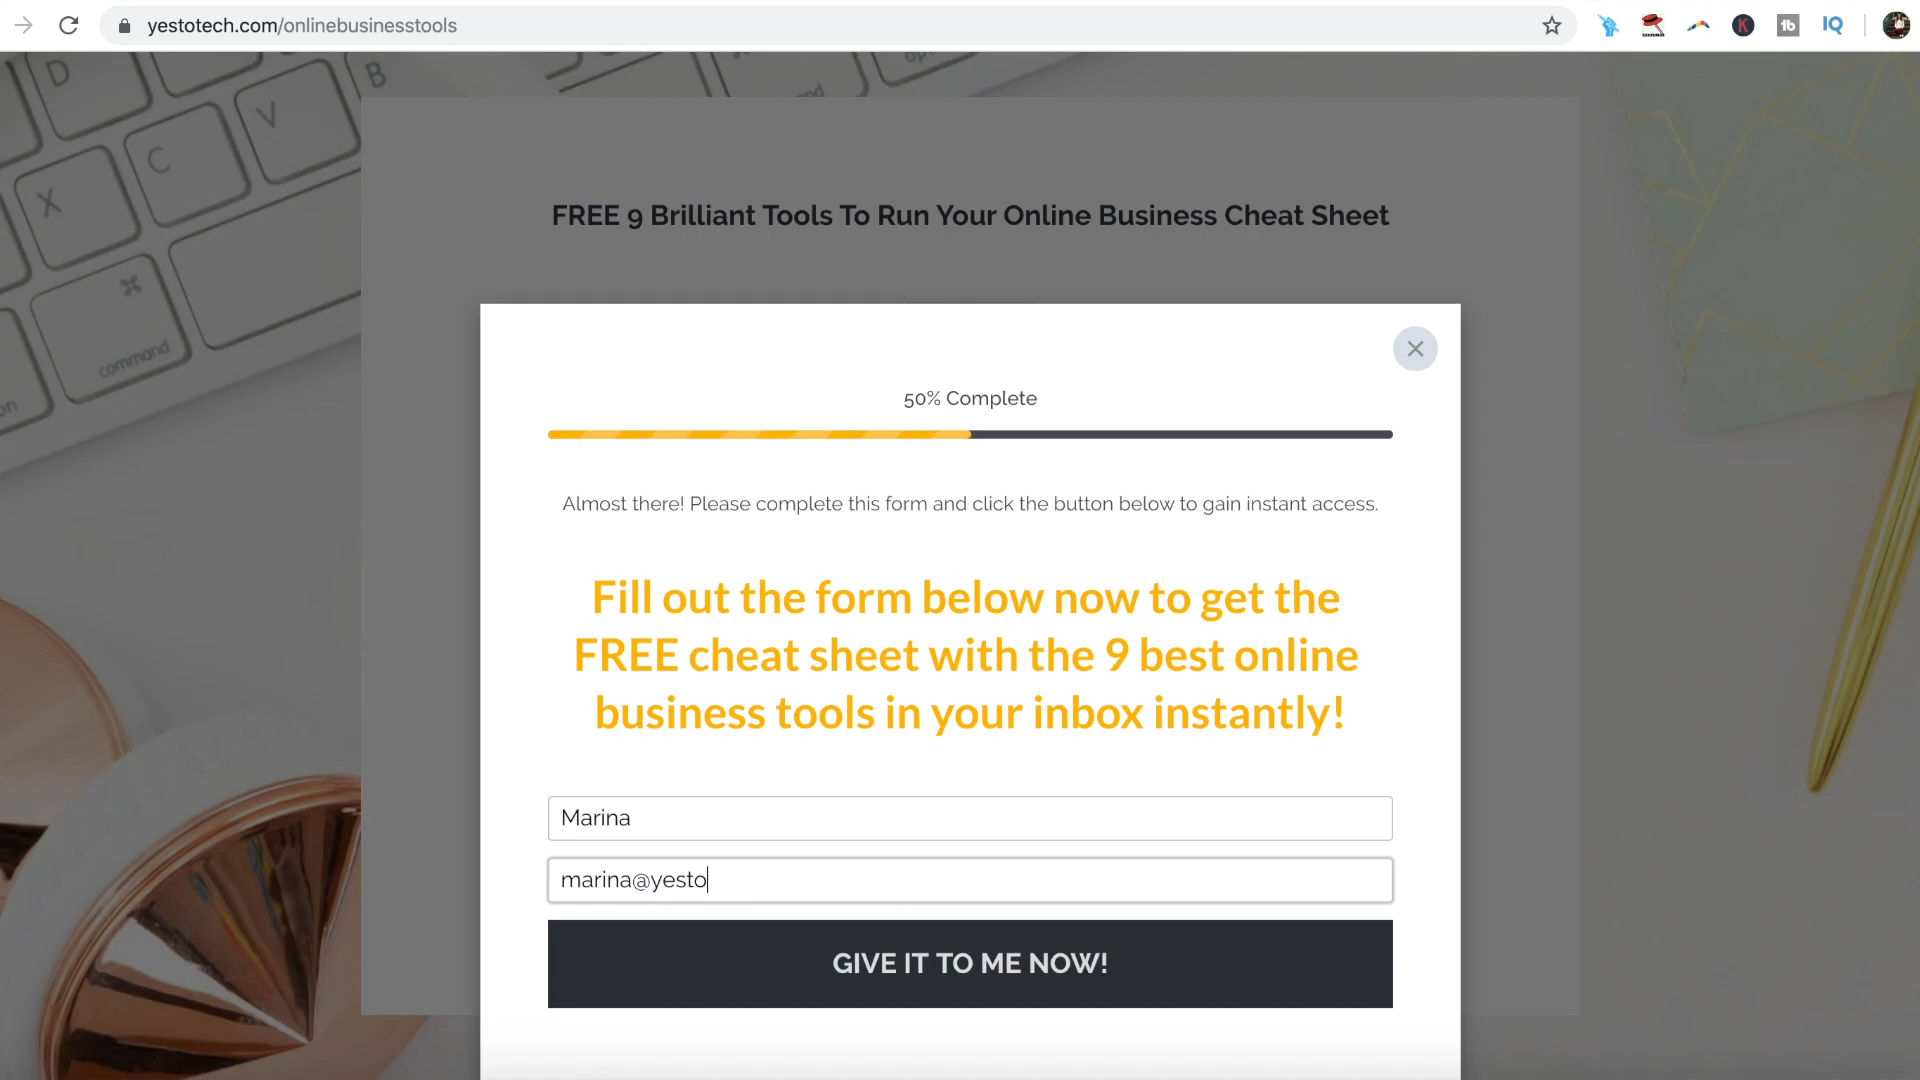 yestotech.com/onlinebusinesstools
K
tb
IQ
D
B
V
C
X
⌘
command
FREE 9 Brilliant Tools To Run Your Online Business Cheat Sheet
50% Complete
Almost there! Please complete this form and click the button below to gain instant access.
Fill out the form below now to get the
FREE cheat sheet with the 9 best online
business tools in your inbox instantly!
Marina
marina@yesto
GIVE IT TO ME NOW!